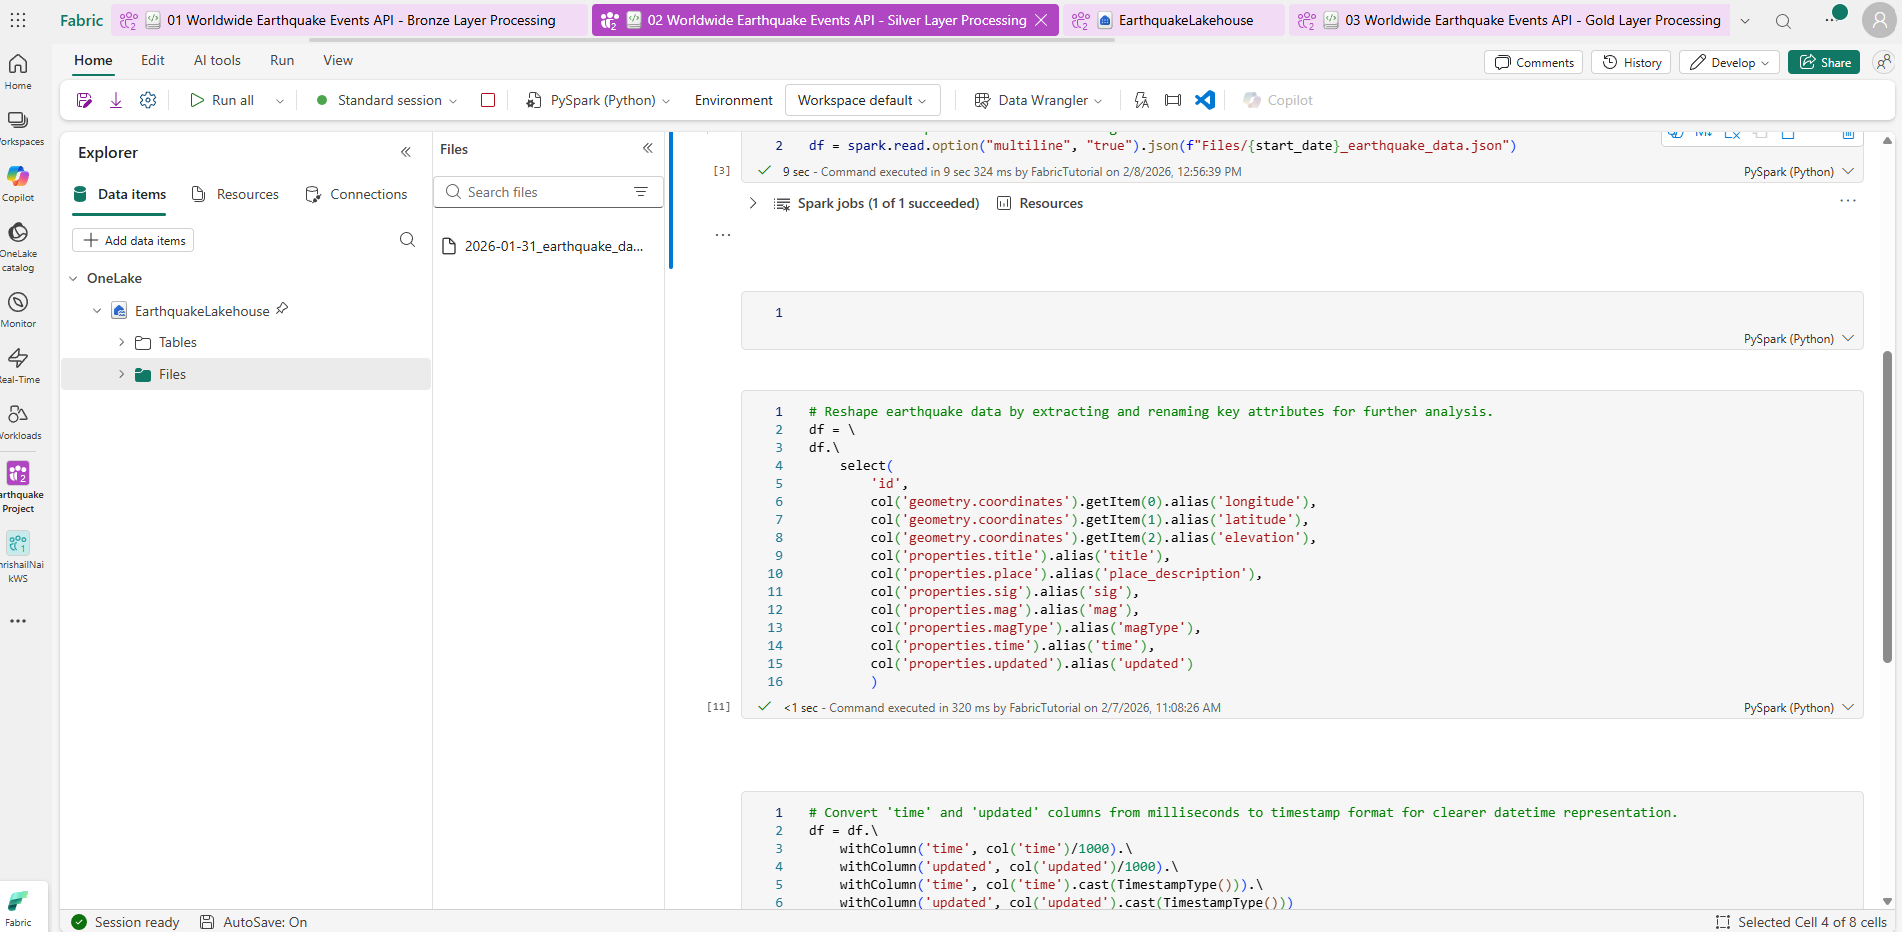 Fabric
01 Worldwide Earthquake Events API - Bronze Layer Processing
02 Worldwide Earthquake Events API - Silver Layer Processing
EarthquakeLakehouse
03 Worldwide Earthquake Events API - Gold Layer Processing
Home
Edit
AI tools
Run
View
Comments
History
Develop
Share
Run all
Standard session
PySpark (Python)
Environment
Workspace default
Data Wrangler
Copilot
Home
orkspaces
Copilot
OneLake
catalog
Monitor
eal-Time
orkloads
arthquake
Project
hrishailNai
kWS
Fabric
Explorer
Data items
Resources
Connections
Add data items
OneLake
EarthquakeLakehouse
Tables
Files
Files
Search files
2026-01-31_earthquake_da...
2 df = spark.read.option("multiline", "true").json(f"Files/{start_date}_earthquake_data.json")
[3] 9 sec - Command executed in 9 sec 324 ms by FabricTutorial on 2/8/2026, 12:56:39 PM
PySpark (Python)
Spark jobs (1 of 1 succeeded)
Resources
1
PySpark (Python)
1 # Reshape earthquake data by extracting and renaming key attributes for further analysis.
2 df = \
3 df.\
4 select(
5 'id',
6 col('geometry.coordinates').getItem(0).alias('longitude'),
7 col('geometry.coordinates').getItem(1).alias('latitude'),
8 col('geometry.coordinates').getItem(2).alias('elevation'),
9 col('properties.title').alias('title'),
10 col('properties.place').alias('place_description'),
11 col('properties.sig').alias('sig'),
12 col('properties.mag').alias('mag'),
13 col('properties.magType').alias('magType'),
14 col('properties.time').alias('time'),
15 col('properties.updated').alias('updated')
16 )
[11] <1 sec - Command executed in 320 ms by FabricTutorial on 2/7/2026, 11:08:26 AM
PySpark (Python)
1 # Convert 'time' and 'updated' columns from milliseconds to timestamp format for clearer datetime representation.
2 df = df.\
3 withColumn('time', col('time')/1000).\
4 withColumn('updated', col('updated')/1000).\
5 withColumn('time', col('time').cast(TimestampType())).\
6 withColumn('updated', col('updated').cast(TimestampType()))
Session ready
AutoSave: On
Selected Cell 4 of 8 cells